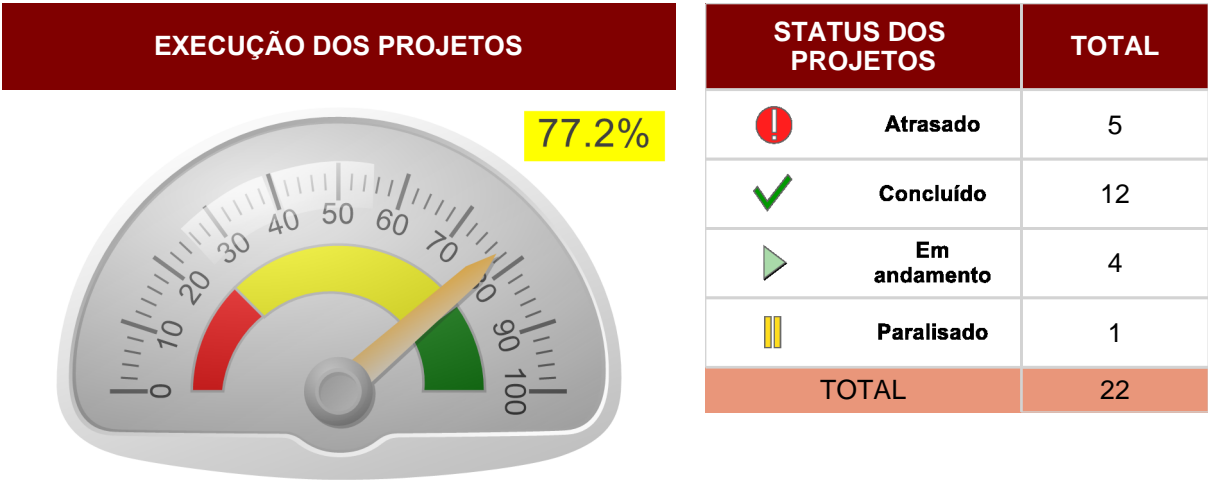 EXECUÇÃO DOS PROJETOS
77.2%
0
10
20
30
40
50
60
70
80
90
100
STATUS DOS
PROJETOS
TOTAL
Atrasado
5
Concluído
12
Em
andamento
4
Paralisado
1
TOTAL
22